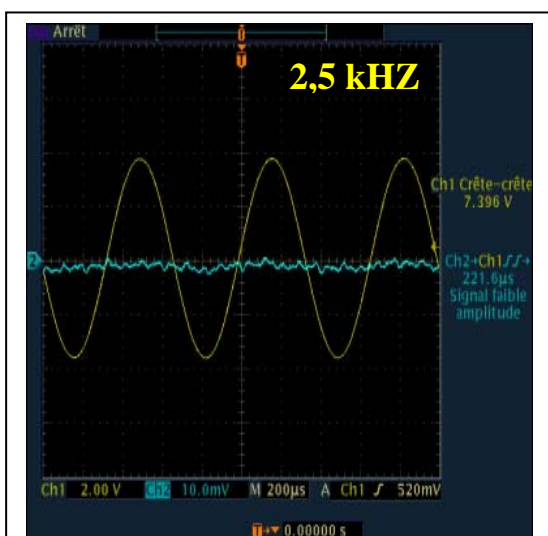 Arrêt
T
2,5 kHZ
Ch1 Crête-crête
7.396 V
2
Ch2→Ch1
221.6µs
Signal faible
amplitude
Ch1 2.00 V Ch2 10.0mV M 200µs A Ch1 ʃ 520mV
T→▼ 0.00000 s